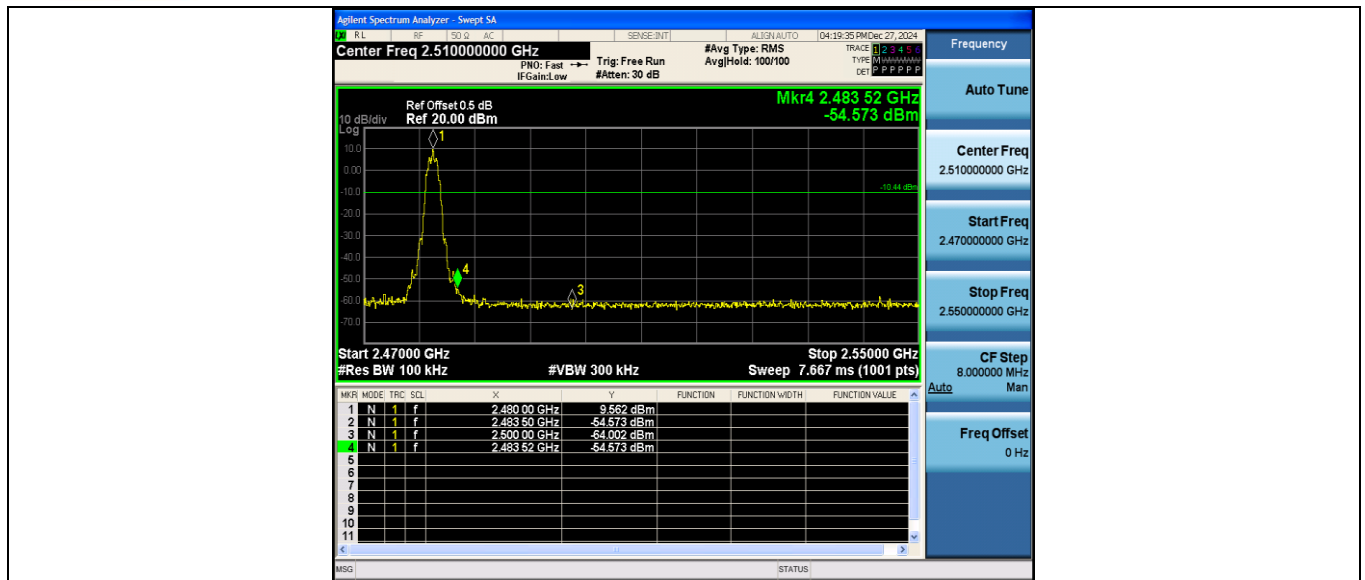 Agilent Spectrum Analyzer - Swept SA
LXI RL RF 50 Ω AC SENSE:INT ALIGN AUTO 04:19:35 PM Dec 27, 2024
Center Freq 2.510000000 GHz
PNO: Fast
IFGain:Low
Trig: Free Run
#Atten: 30 dB
#Avg Type: RMS
Avg|Hold: 100/100
TRACE 1 2 3 4 5 6
TYPE M WWWWW
DET P P P P P P
Mkr4 2.483 52 GHz
-54.573 dBm
Ref Offset 0.5 dB
10 dB/div Ref 20.00 dBm
Log
1
10.0
0.00
-10.0
-10.44 dBm
-20.0
-30.0
-40.0
4
-50.0
3
-60.0
-70.0
Start 2.47000 GHz Stop 2.55000 GHz
#Res BW 100 kHz #VBW 300 kHz Sweep 7.667 ms (1001 pts)
MKR MODE TRC SCL X Y FUNCTION FUNCTION WIDTH FUNCTION VALUE
1 N 1 f 2.480 00 GHz 9.562 dBm
2 N 1 f 2.483 50 GHz -54.573 dBm
3 N 1 f 2.500 00 GHz -64.002 dBm
4 N 1 f 2.483 52 GHz -54.573 dBm
5
6
7
8
9
10
11
MSG STATUS
Frequency
Auto Tune
Center Freq
2.510000000 GHz
Start Freq
2.470000000 GHz
Stop Freq
2.550000000 GHz
CF Step
8.000000 MHz
Auto Man
Freq Offset
0 Hz